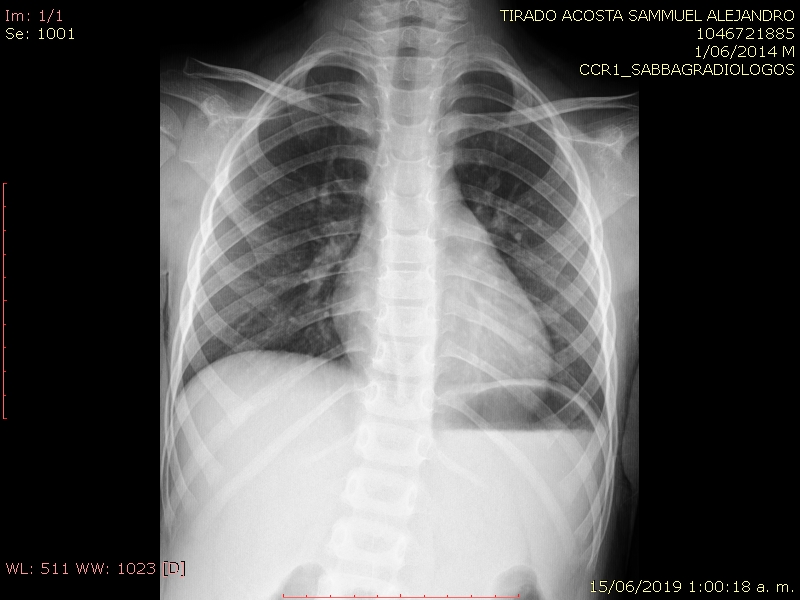 Im: 1/1
Se: 1001
TIRADO ACOSTA SAMMUEL ALEJANDRO
1046721885
1/06/2014 M
CCR1_SABBAGRADIOLOGOS
WL: 511 WW: 1023 [D]
15/06/2019 1:00:18 a. m.